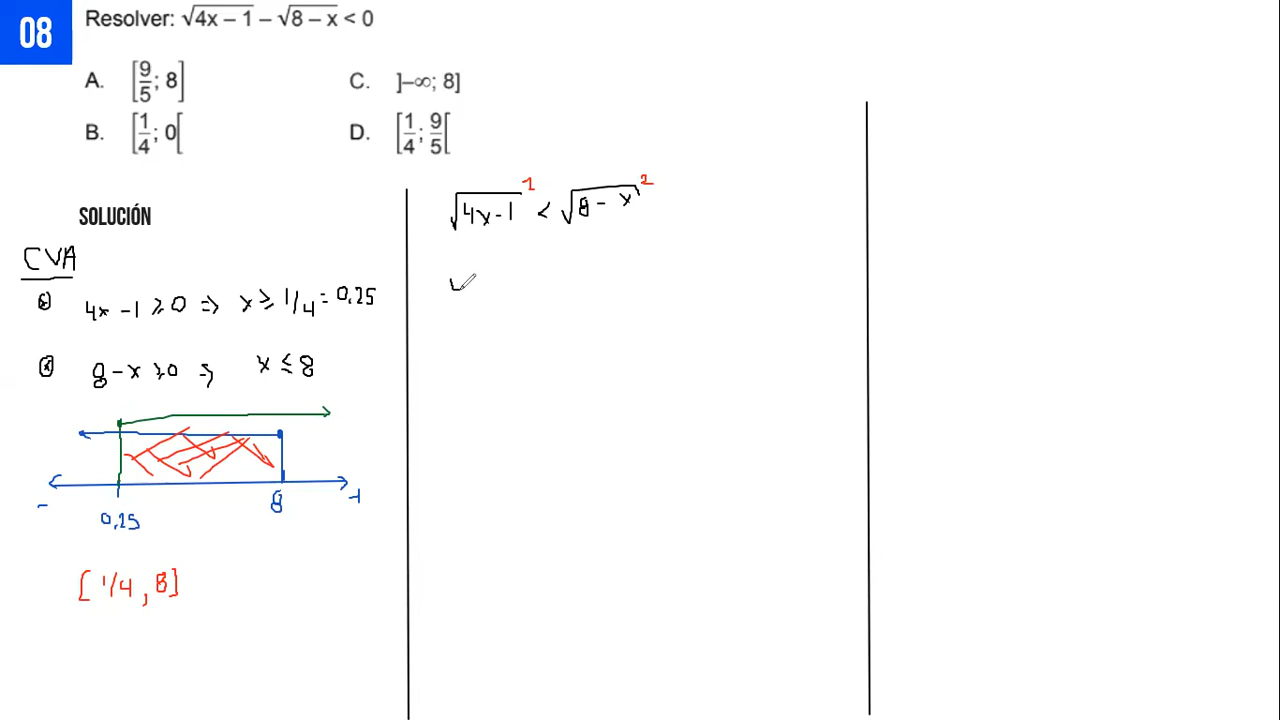 08
Resolver: √4x – 1 – √8 – x < 0
A. [9/5; 8]
C. ]–∞; 8]
B. [1/4; 0[
D. [1/4; 9/5[
SOLUCIÓN
CVA
4x - 1 ≥ 0 ⇒ x ≥ 1/4 = 0.25
8 - x ≥ 0 ⇒ x ≤ 8
- 0.25 8 +
[1/4, 8]
√4x - 1 ² < √8 - x ²